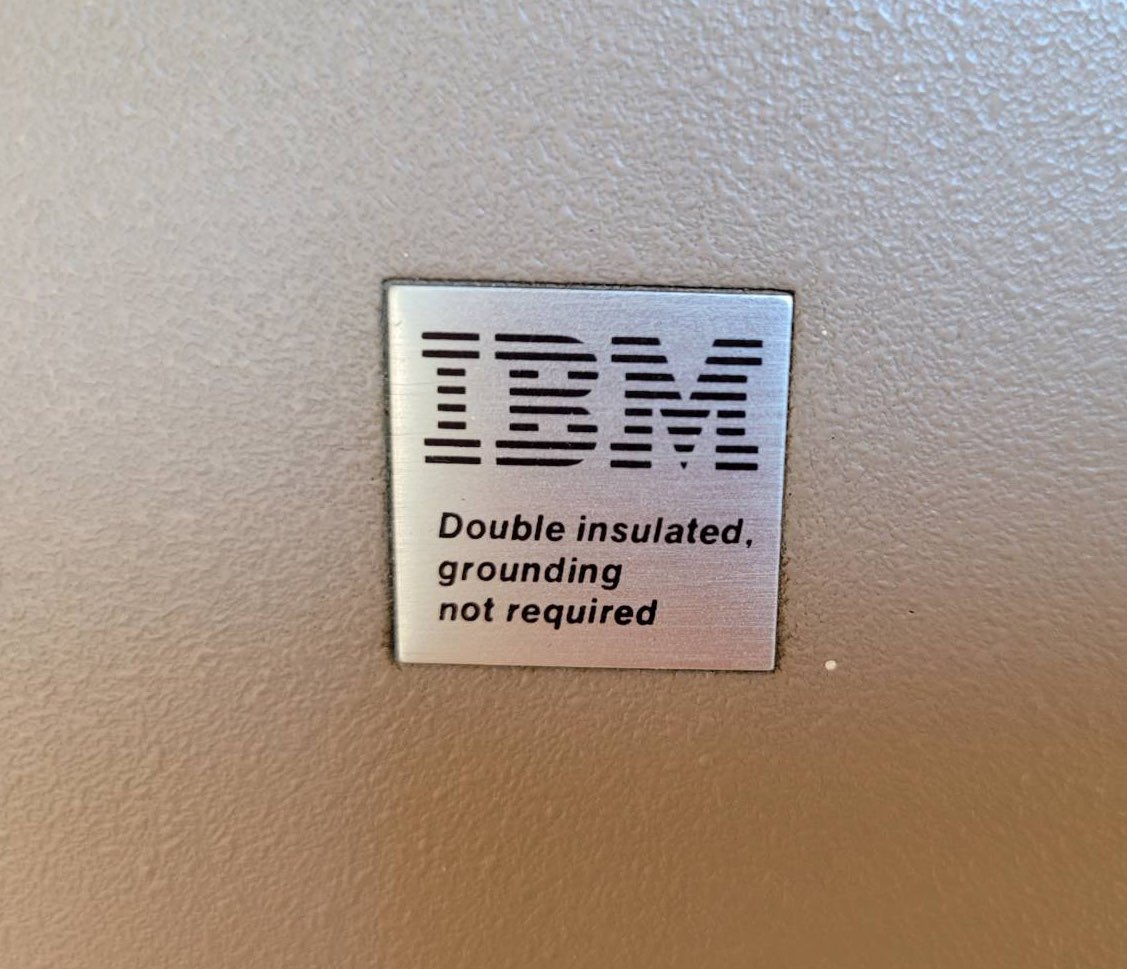 IBM
Double insulated,
grounding
not required